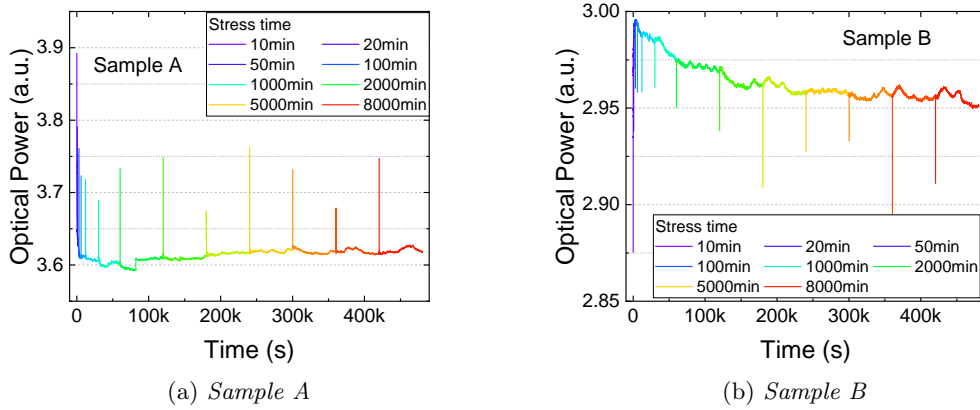 Stress time
10min 20min
50min 100min
1000min 2000min
5000min 8000min
Sample A
Optical Power (a.u.)
3.9
3.8
3.7
3.6
0 100k 200k 300k 400k
Time (s)
(a) Sample A
Sample B
Optical Power (a.u.)
3.00
2.95
2.90
2.85
Stress time
10min 20min 50min
100min 1000min 2000min
5000min 8000min
0 100k 200k 300k 400k
Time (s)
(b) Sample B